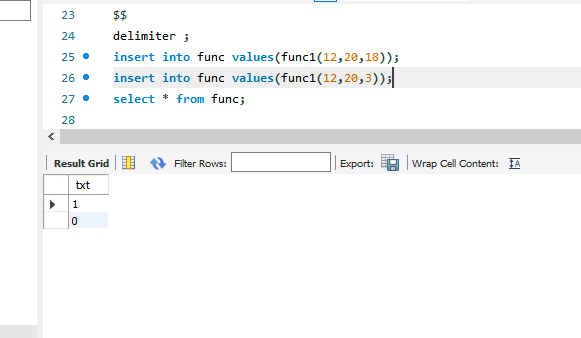 23 $$
24 delimiter ;
25 insert into func values(func1(12,20,18));
26 insert into func values(func1(12,20,3));
27 select * from func;
28
Result Grid Filter Rows: Export: Wrap Cell Content:
txt
1
0